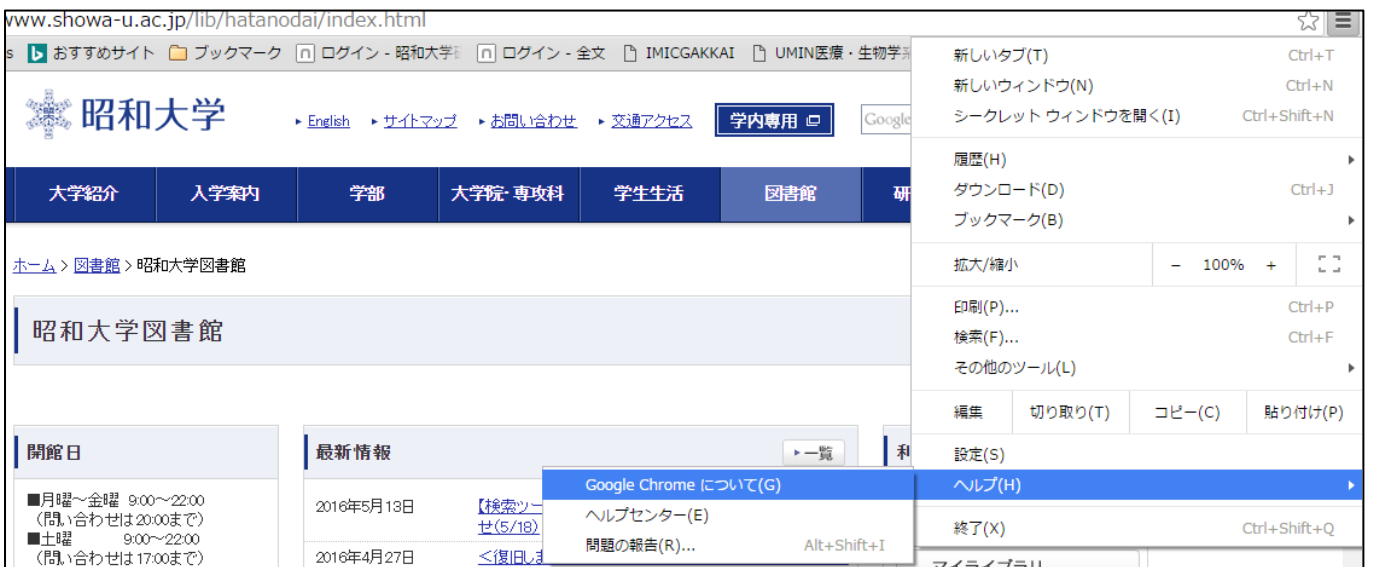 www.showa-u.ac.jp/lib/hatanodai/index.html
s おすすめサイト ブックマーク ログイン - 昭和大学 ログイン - 全文 IMICGAKKAI UMIN医療・生物学
昭和大学
English サイトマップ お問い合わせ 交通アクセス 学内専用 Google
大学紹介 入学案内 学部 大学院・専攻科 学生生活 図書館 研
ホーム > 図書館 > 昭和大学図書館
昭和大学図書館
開館日
■月曜～金曜 9:00～22:00
(問い合わせは20:00まで)
■土曜 9:00～22:00
(問い合わせは17:00まで)
最新情報 一覧
2016年5月13日 【検索ツー
せ(5/18)
2016年4月27日 <復旧しま
利
新しいタブ(T) Ctrl+T
新しいウィンドウ(N) Ctrl+N
シークレット ウィンドウを開く(I) Ctrl+Shift+N
履歴(H)
ダウンロード(D) Ctrl+J
ブックマーク(B)
拡大/縮小 － 100% +
印刷(P)... Ctrl+P
検索(F)... Ctrl+F
その他のツール(L)
編集 切り取り(T) コピー(C) 貼り付け(P)
設定(S)
ヘルプ(H)
終了(X) Ctrl+Shift+Q
Google Chrome について(G)
ヘルプセンター(E)
問題の報告(R)... Alt+Shift+I
マイライブラリ